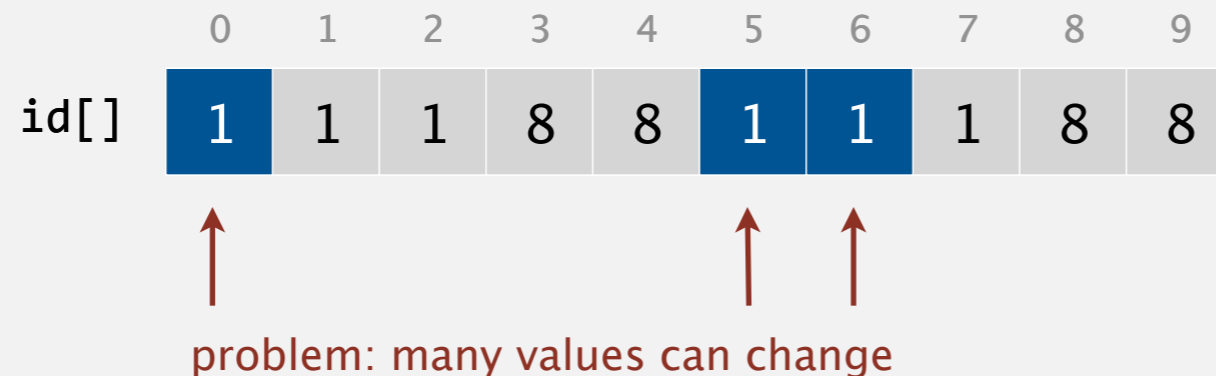 0 1 2 3 4 5 6 7 8 9
id[] 1 1 1 8 8 1 1 1 8 8
problem: many values can change